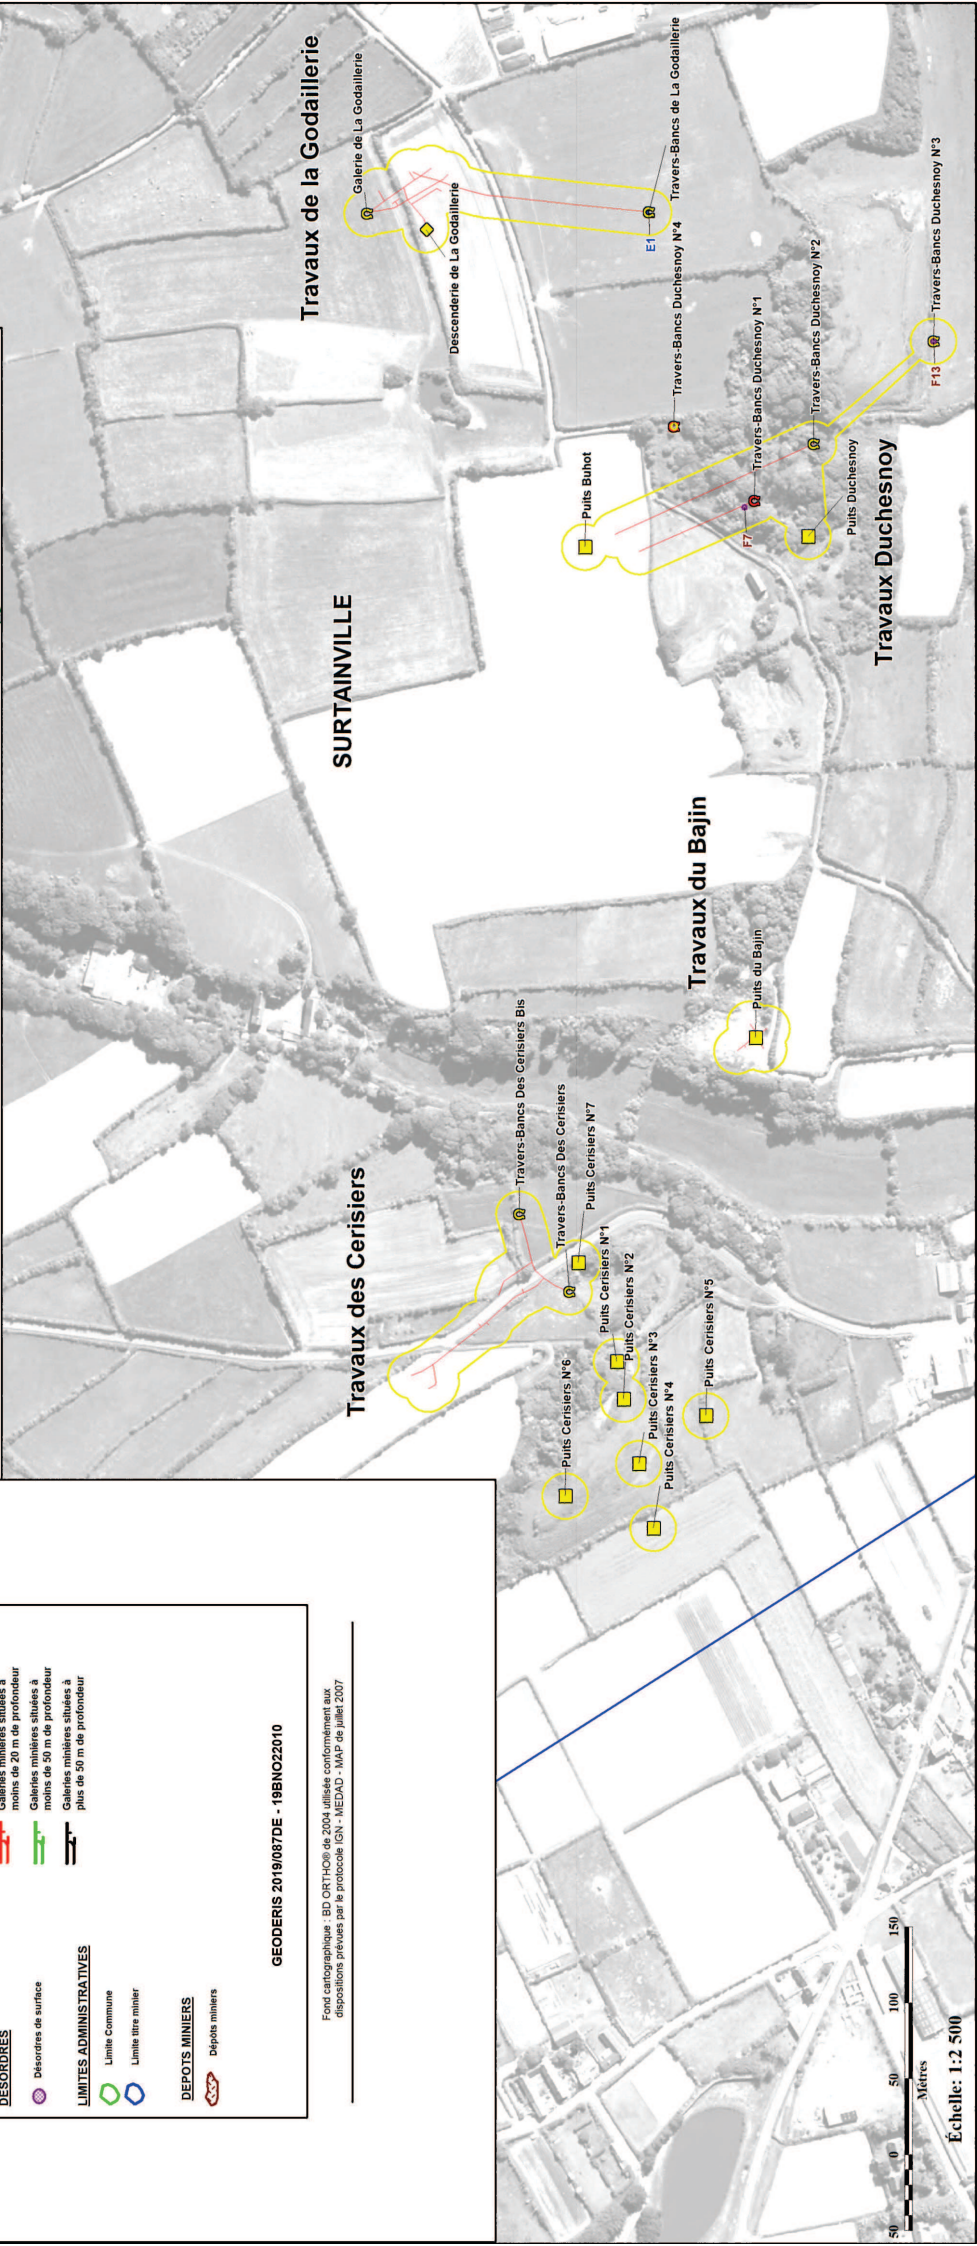 DESORDRES
Désordres de surface
LIMITES ADMINISTRATIVES
Limite Commune
Limite titre minier
DEPOTS MINIERS
Dépôts miniers
Galeries minières situées à
moins de 20 m de profondeur
Galeries minières situées à
moins de 50 m de profondeur
Galeries minières situées à
plus de 50 m de profondeur
GEODERIS 2019/087DE - 19BNO22010
Fond cartographique : BD ORTHO® de 2004 utilisée conformément aux
dispositions prévues par le protocole IGN - MEDAD - MAP de juillet 2007
Travaux de la Godaillerie
Galerie de La Godaillerie
Descenderie de La Godaillerie
Travers-Bancs de La Godaillerie
E1
SURTAINVILLE
Travaux des Cerisiers
Travers-Bancs Des Cerisiers Bis
Travers-Bancs Des Cerisiers
Puits Cerisiers N°7
Puits Cerisiers N°1
Puits Cerisiers N°2
Puits Cerisiers N°6
Puits Cerisiers N°3
Puits Cerisiers N°4
Puits Cerisiers N°5
Puits Buhot
Travers-Bancs Duchesnoy N°4
Travers-Bancs Duchesnoy N°1
F7
Travers-Bancs Duchesnoy N°2
Puits Duchesnoy
Travers-Bancs Duchesnoy N°3
F13
Travaux Duchesnoy
Travaux du Bajin
Puits du Bajin
50 0 50 100 150
Mètres
Échelle: 1:2 500